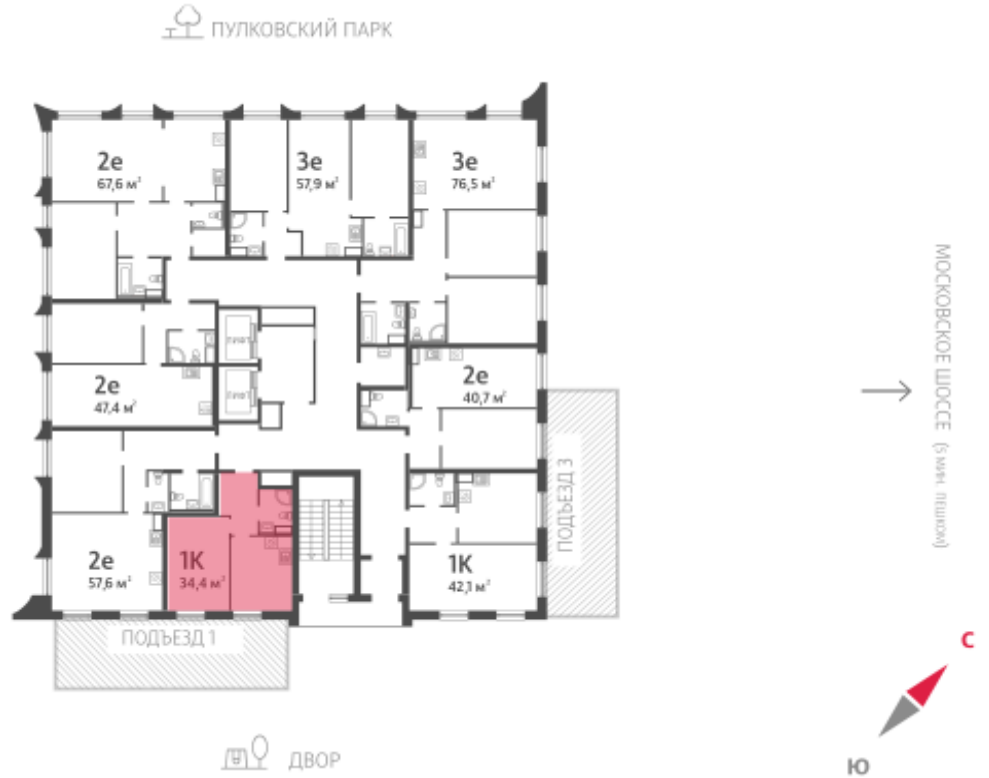 ПУЛКОВСКИЙ ПАРК
2е
67,6 м²
3е
57,9 м²
3е
76,5 м²
2е
47,4 м²
ЛИФТ
ЛИФТ
2е
40,7 м²
2е
57,6 м²
1К
34,4 м²
1К
42,1 м²
ПОДЪЕЗД 3
ПОДЪЕЗД 1
МОСКОВСКОЕ ШОССЕ (5 МИН. ПЕШКОМ)
ДВОР
С
Ю